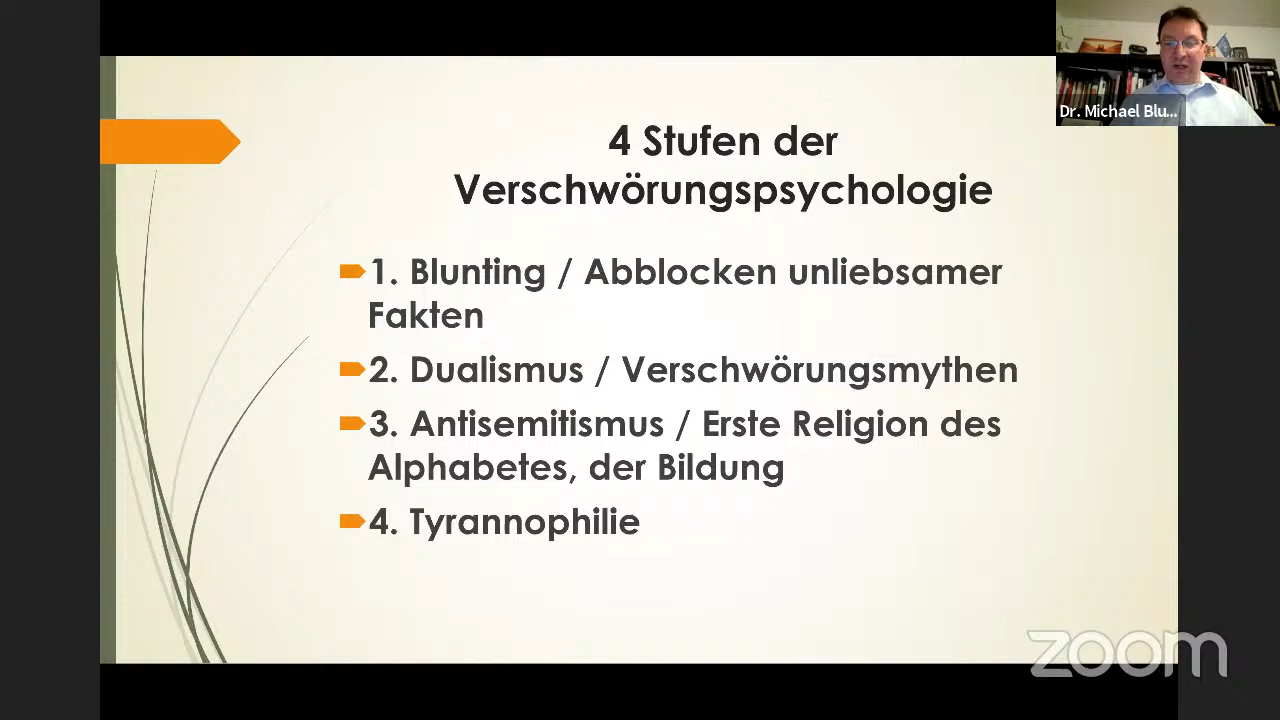 Dr. Michael Blu...
4 Stufen der
Verschwörungspsychologie
1. Blunting / Abblocken unliebsamer
Fakten
2. Dualismus / Verschwörungsmythen
3. Antisemitismus / Erste Religion des
Alphabetes, der Bildung
4. Tyrannophilie
zoom